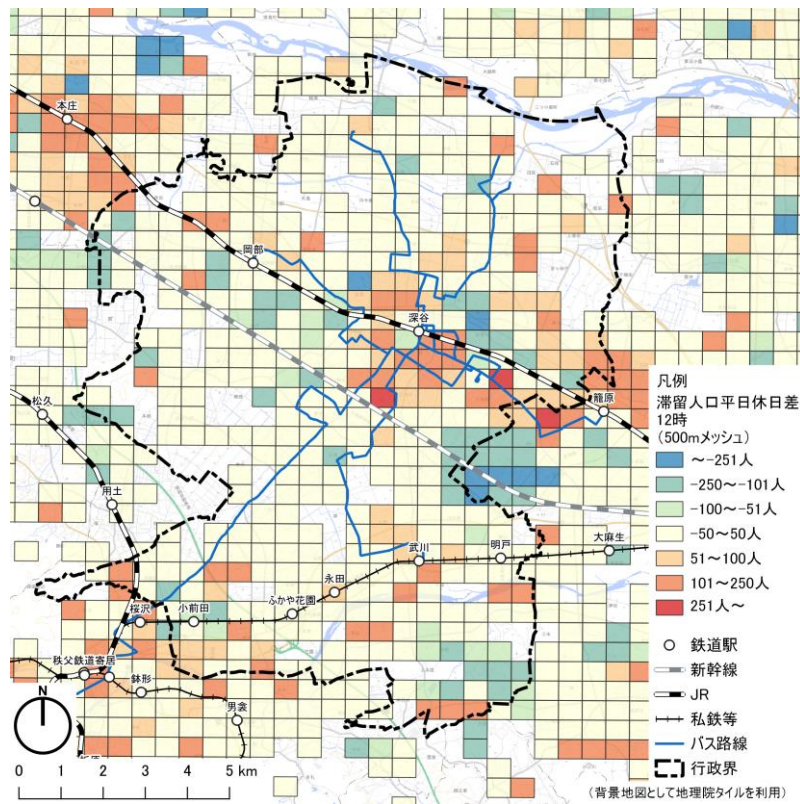 本庄
岡部
深谷
籠原
松久
用土
武川
明戸
大麻生
永田
ふかや花園
桜沢
小前田
秩父鉄道寄居
鉢形
男衾
凡例
滞留人口平日休日差
12時
(500mメッシュ)
～-251人
-250～-101人
-100～-51人
-50～50人
51～100人
101～250人
251人～
鉄道駅
新幹線
JR
私鉄等
バス路線
行政界
(背景地図として地理院タイルを利用)
N
0 1 2 3 4 5 km